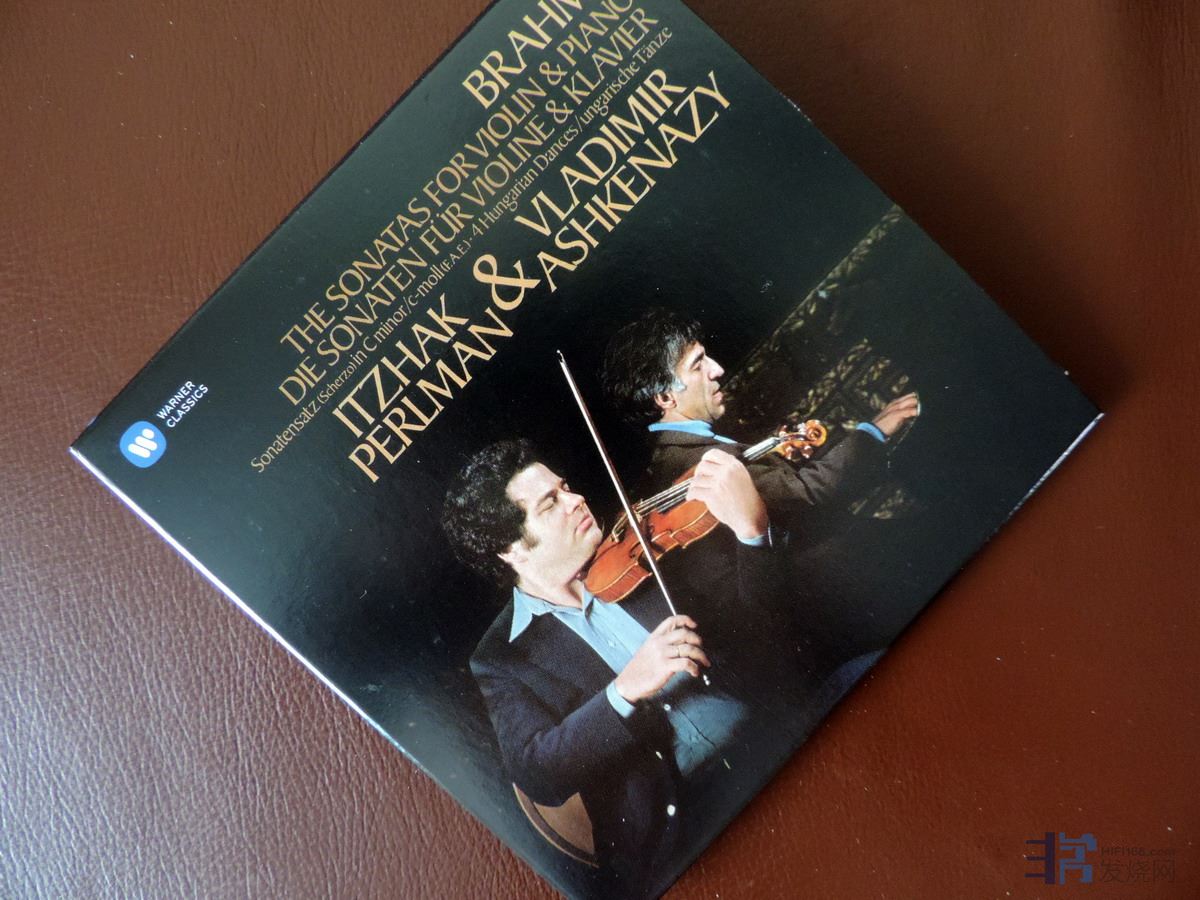 BRAHM
THE SONATAS FOR VIOLIN & PIANO
DIE SONATEN FÜR VIOLINE & KLAVIER
Sonatensatz (Scherzo) in C minor/c-moll (F.A.E.) · 4 Hungarian Dances/ungarische Tänze
ITZHAK
PERLMAN
&
VLADIMIR
ASHKENAZY
WARNER
CLASSICS
HIFI168.com
发烧网